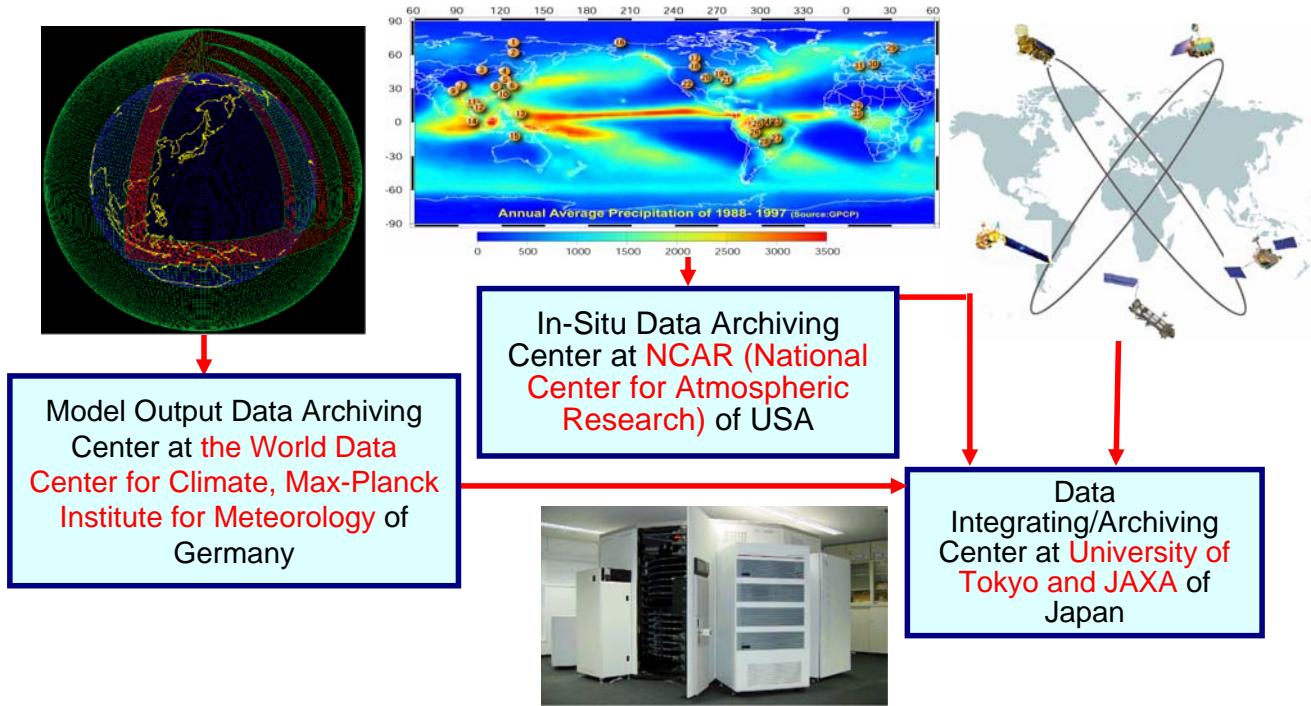 60 90 120 150 180 210 240 270 300 330 0 30 60
90
60
30
0
-30
-60
-90
Annual Average Precipitation of 1988- 1997 (Source:GPCP)
0 500 1000 1500 2000 2500 3000 3500
In-Situ Data Archiving
Center at NCAR (National
Center for Atmospheric
Research) of USA
Model Output Data Archiving
Center at the World Data
Center for Climate, Max-Planck
Institute for Meteorology of
Germany
Data
Integrating/Archiving
Center at University of
Tokyo and JAXA of
Japan